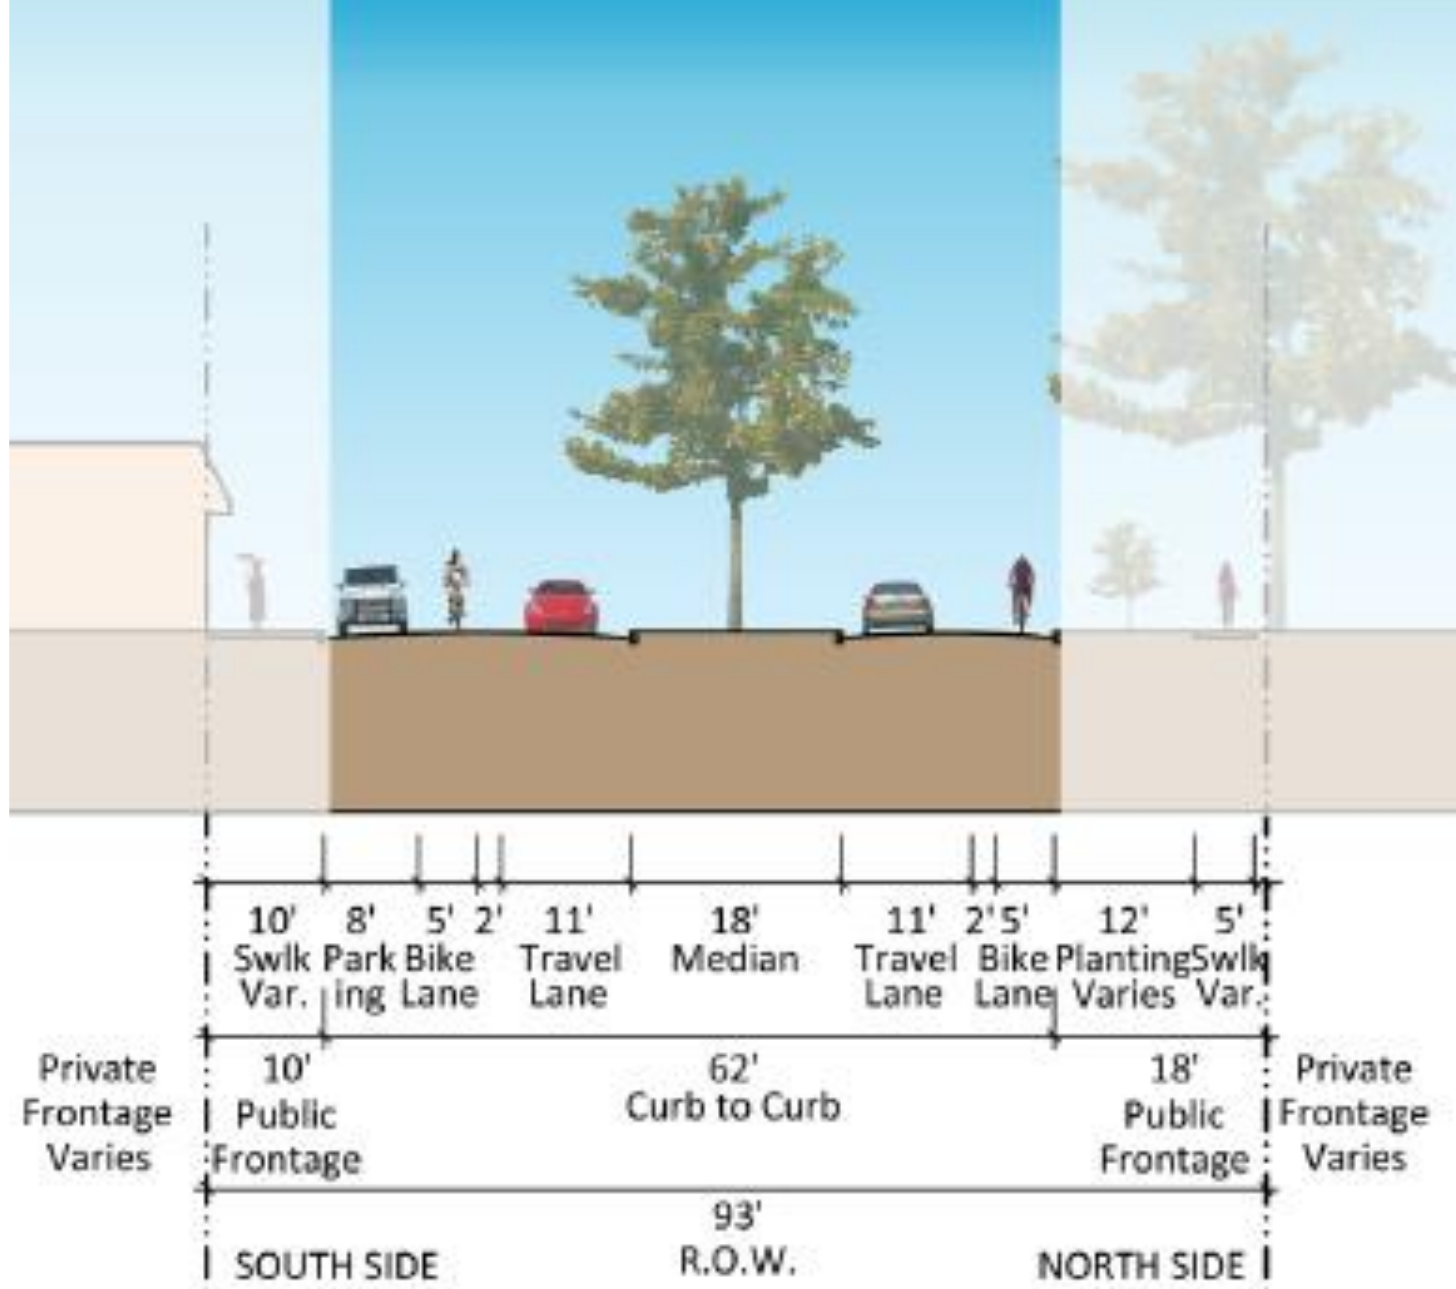 10' 8' 5' 2' 11' 18' 11' 2' 5' 12' 5'
Swlk Park Bike Travel Median Travel Bike Planting Swlk
Var. ing Lane Lane Lane Lane Varies Var.
Private 10' 62' 18' Private
Frontage Public Curb to Curb Public Frontage
Varies Frontage Frontage Varies
93'
SOUTH SIDE R.O.W. NORTH SIDE